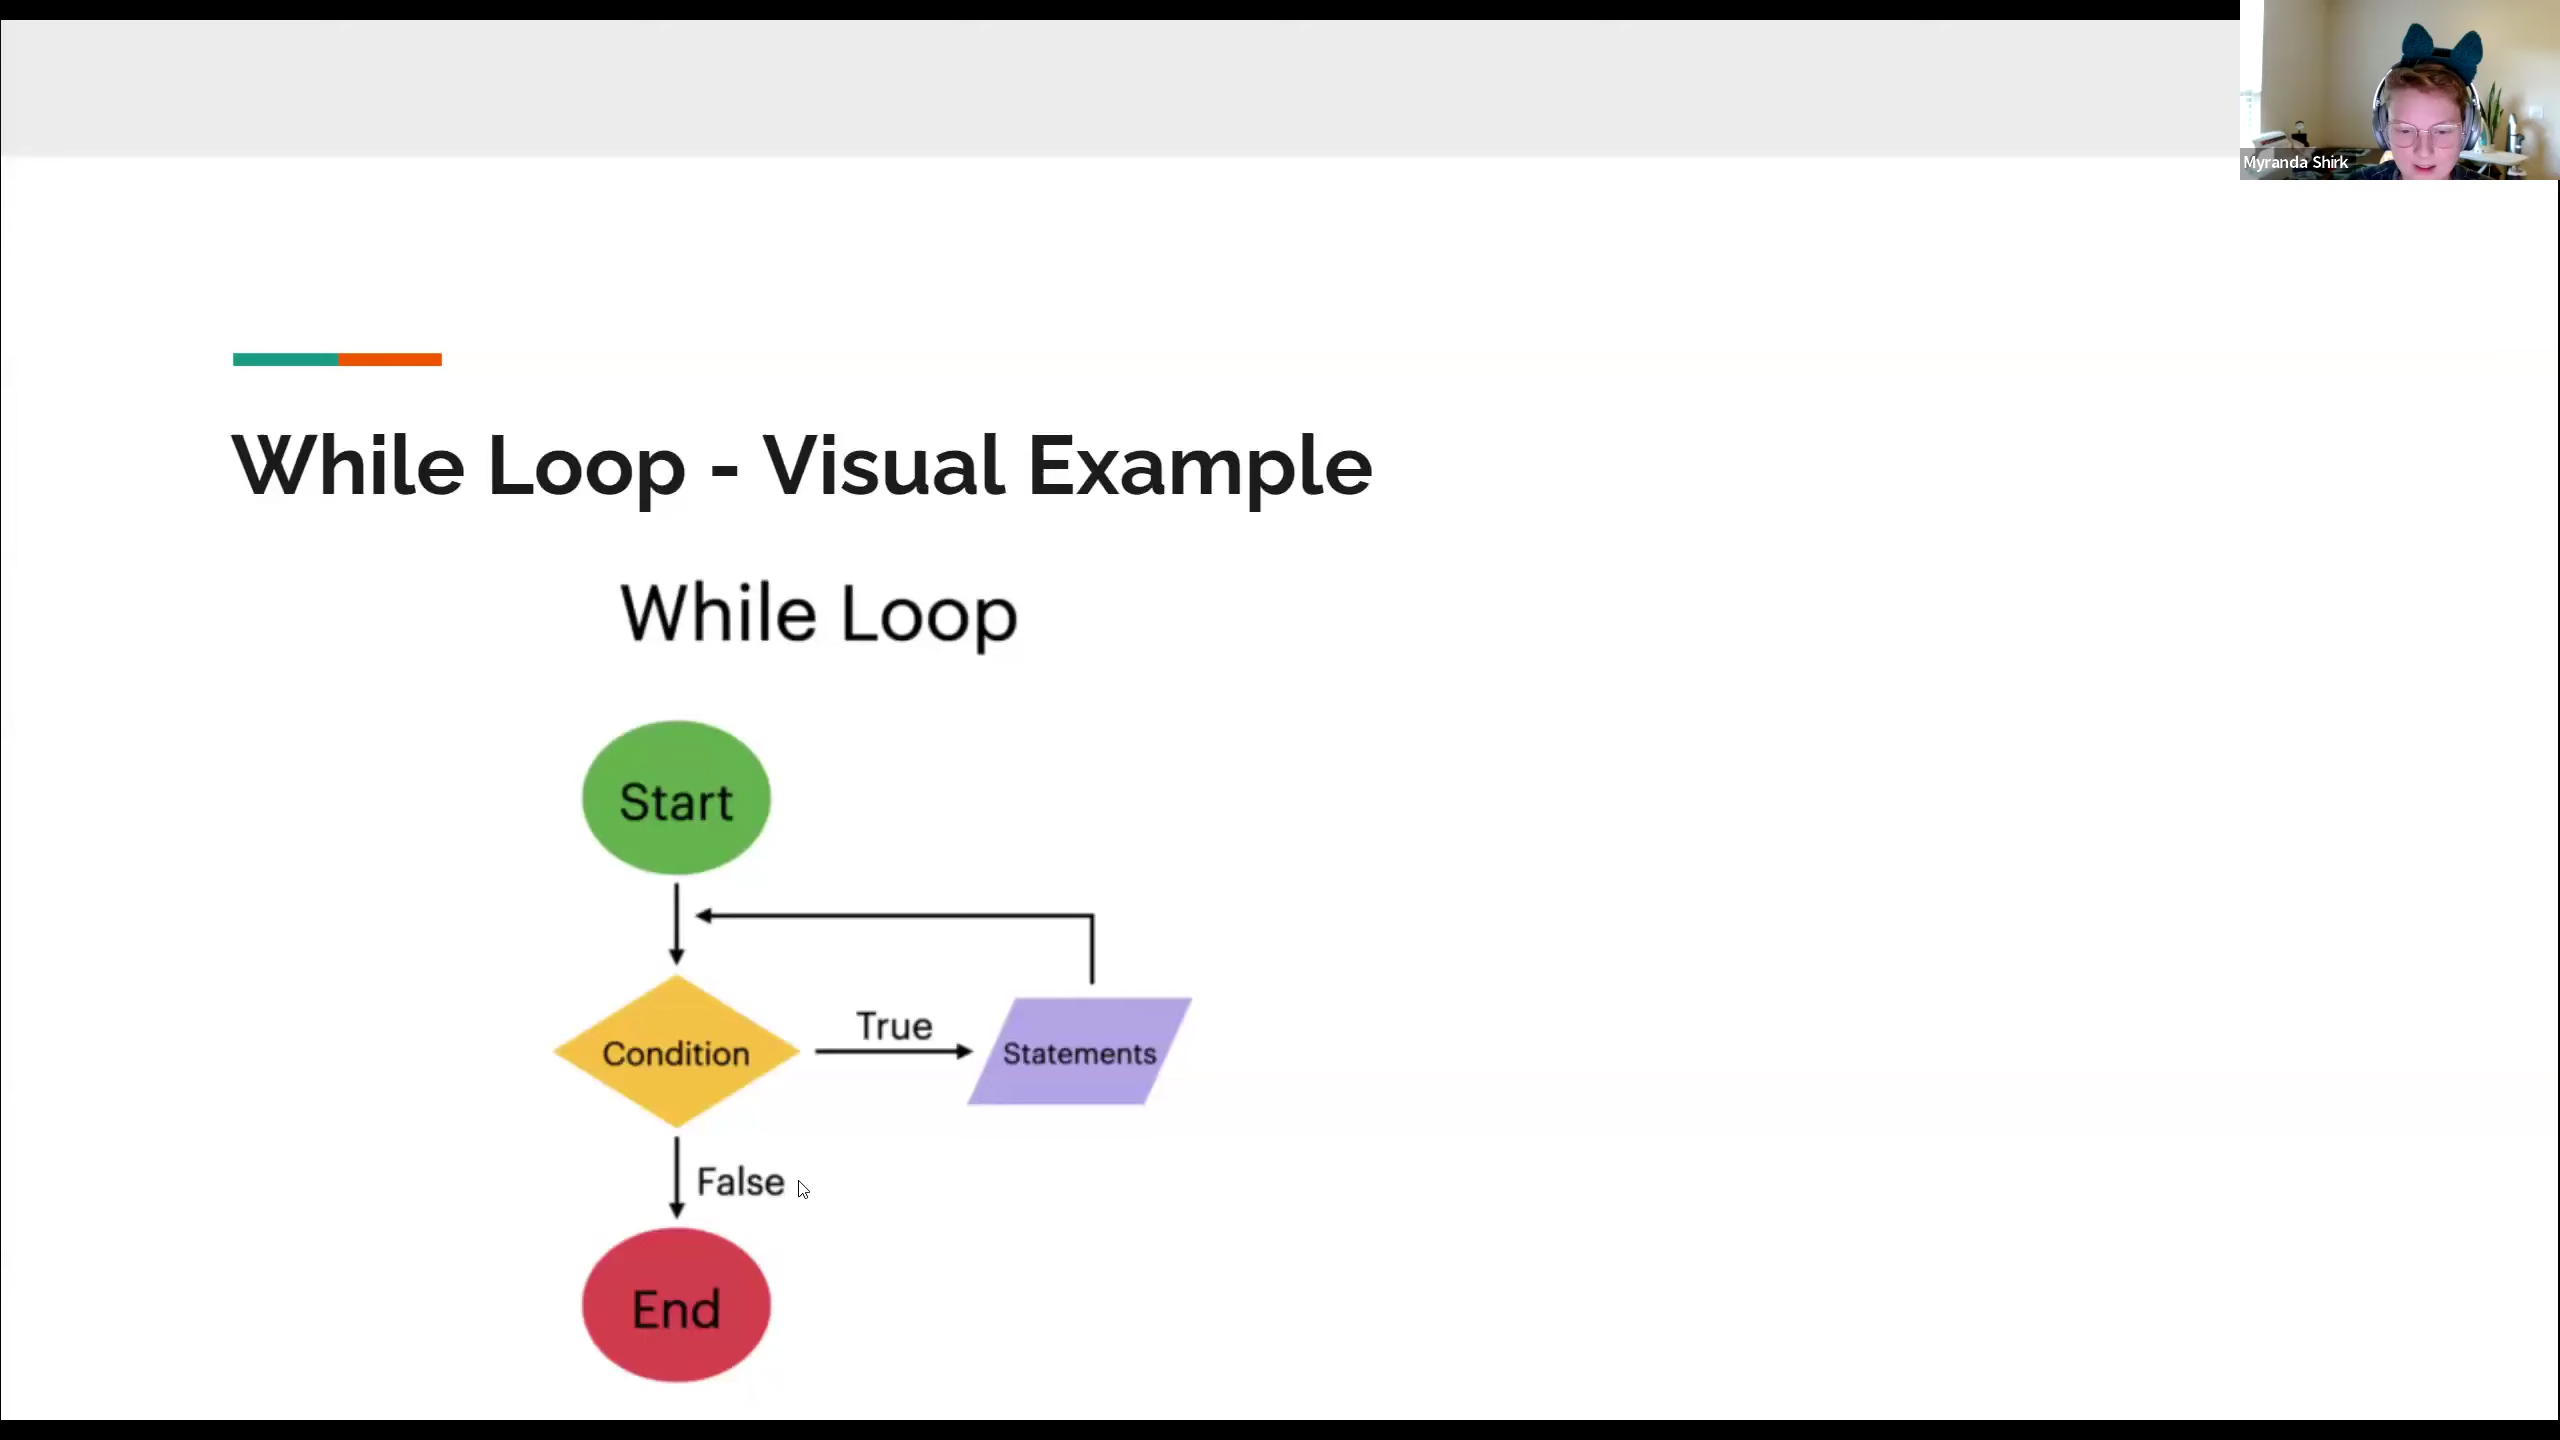 Myranda Shirk
While Loop - Visual Example
While Loop
Start
True
Condition
Statements
False
End